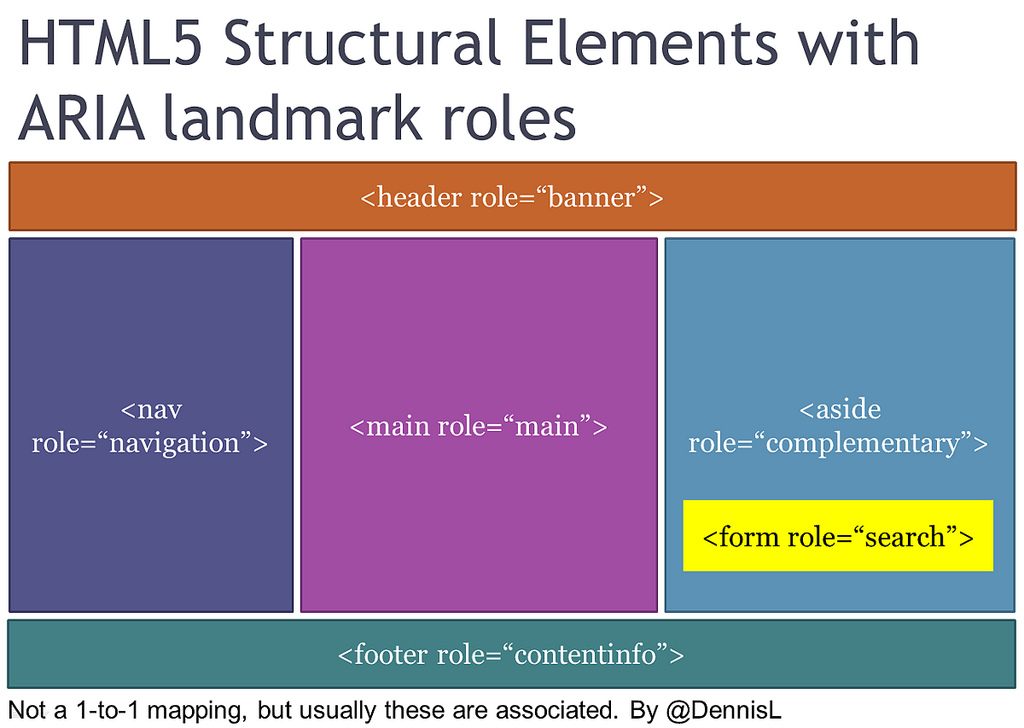 HTML5 Structural Elements with
ARIA landmark roles
<header role=“banner”>
<nav
role=“navigation”>
<main role=“main”>
<aside
role=“complementary”>
<form role=“search”>
<footer role=“contentinfo”>
Not a 1-to-1 mapping, but usually these are associated. By @DennisL